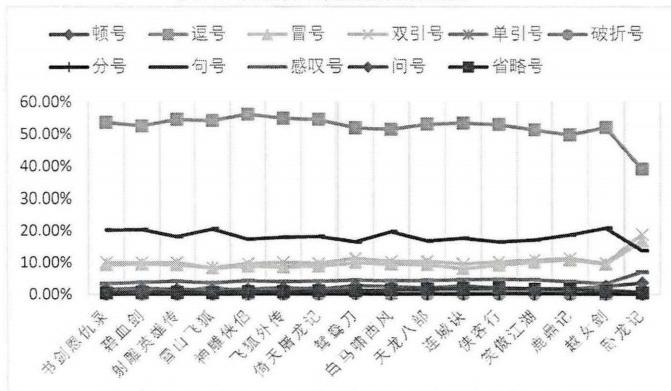 顿号 逗号 冒号 双引号 单引号 破折号
分号 句号 感叹号 问号 省略号
60.00%
50.00%
40.00%
30.00%
20.00%
10.00%
0.00%
书剑恩仇录
碧血剑
射雕英雄传
雪山飞狐
神雕侠侣
飞狐外传
倚天屠龙记
鸳鸯刀
白马啸西风
天龙八部
连城诀
侠客行
笑傲江湖
鹿鼎记
越女剑
卧龙记